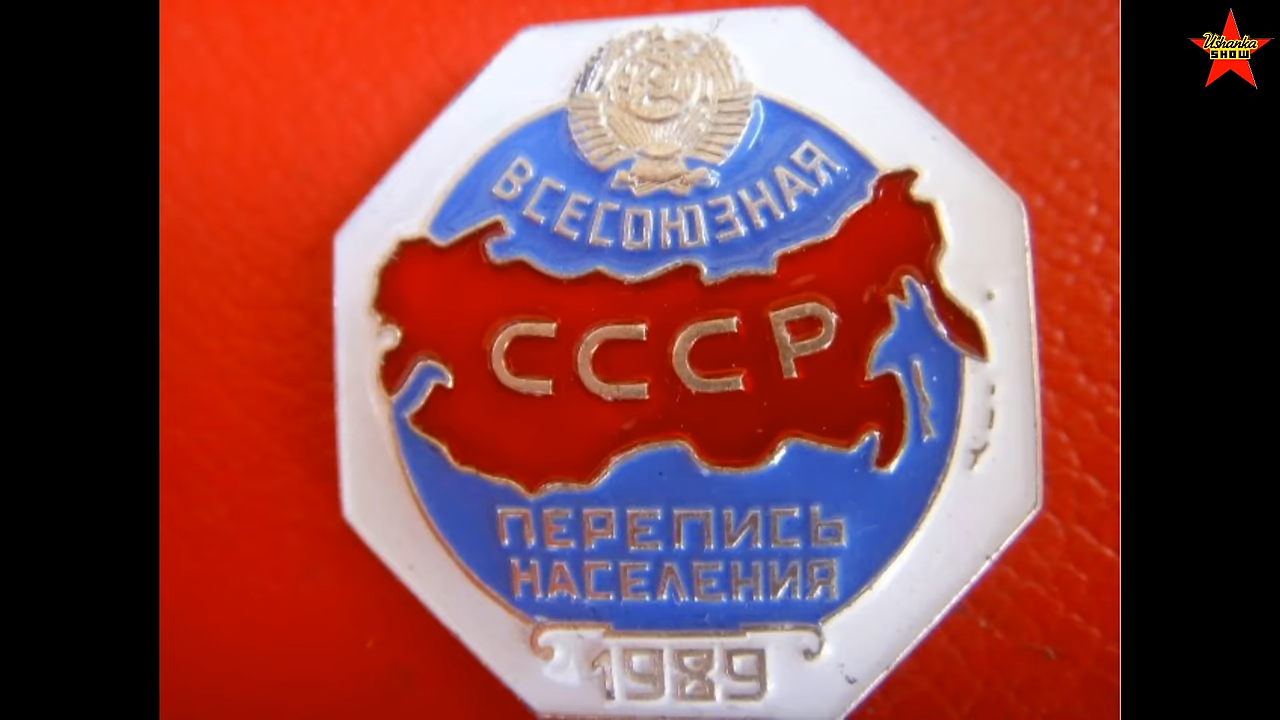 Ushanka
SHOW
ВСЕСОЮЗНАЯ
СССР
ПЕРЕПИСЬ
НАСЕЛЕНИЯ
1989